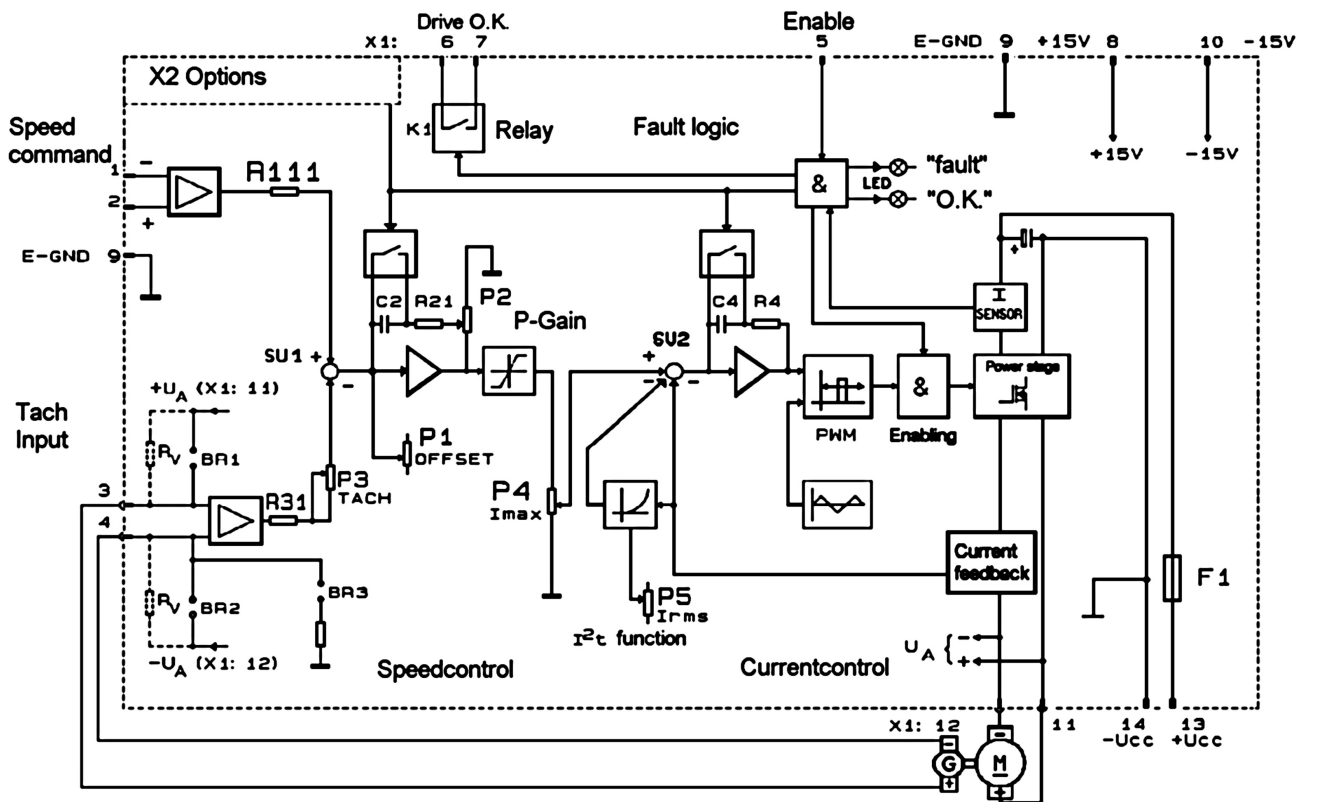 Drive O.K.
Enable
X1: 6 7
5
E-GND 9 +15V 8
10 -15V
X2 Options
K1
Relay
Fault logic
Speed
command
1 -
2
+
R111
&
LED
"fault"
"O.K."
+15V
-15V
E-GND 9
C2 R21
P2
P-Gain
C4 R4
+
I
SENSOR
SU1 +
-
SU2
+
-
-
Power stage
+UA (X1: 11)
Tach
Input
RV
BR1
P1
OFFSET
PWM
&
Enabling
P3
TACH
3
4
R31
P4
Imax
Current
feedback
F1
RV
BR2
BR3
P5
Irms
I²t function
-UA (X1: 12)
Speedcontrol
Currentcontrol
UA { -
+
X1: 12
11
14
-Ucc
13
+Ucc
-
G
+
-
M
+